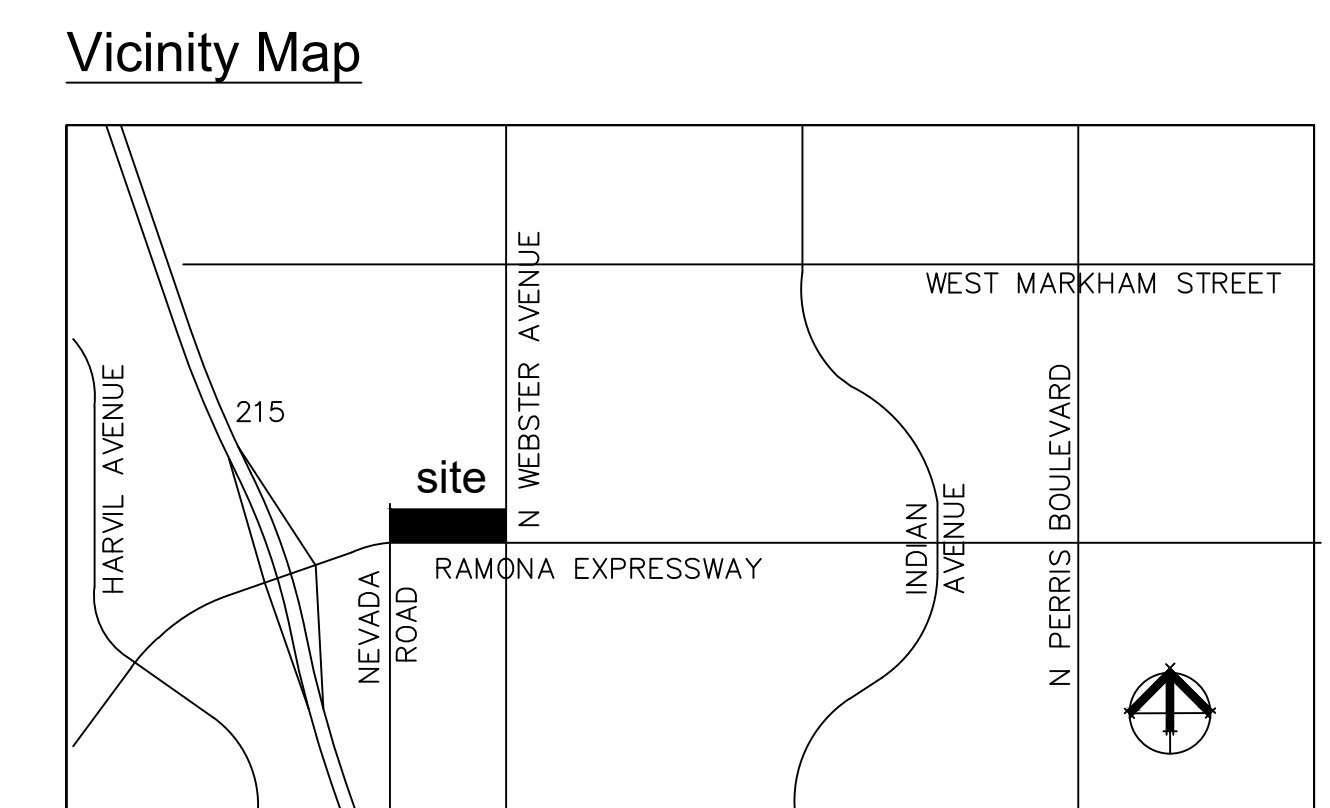 Vicinity Map
WEST MARKHAM STREET
N WEBSTER AVENUE
HARVIL AVENUE
215
site
N PERRIS BOULEVARD
INDIAN
AVENUE
RAMONA EXPRESSWAY
NEVADA
ROAD